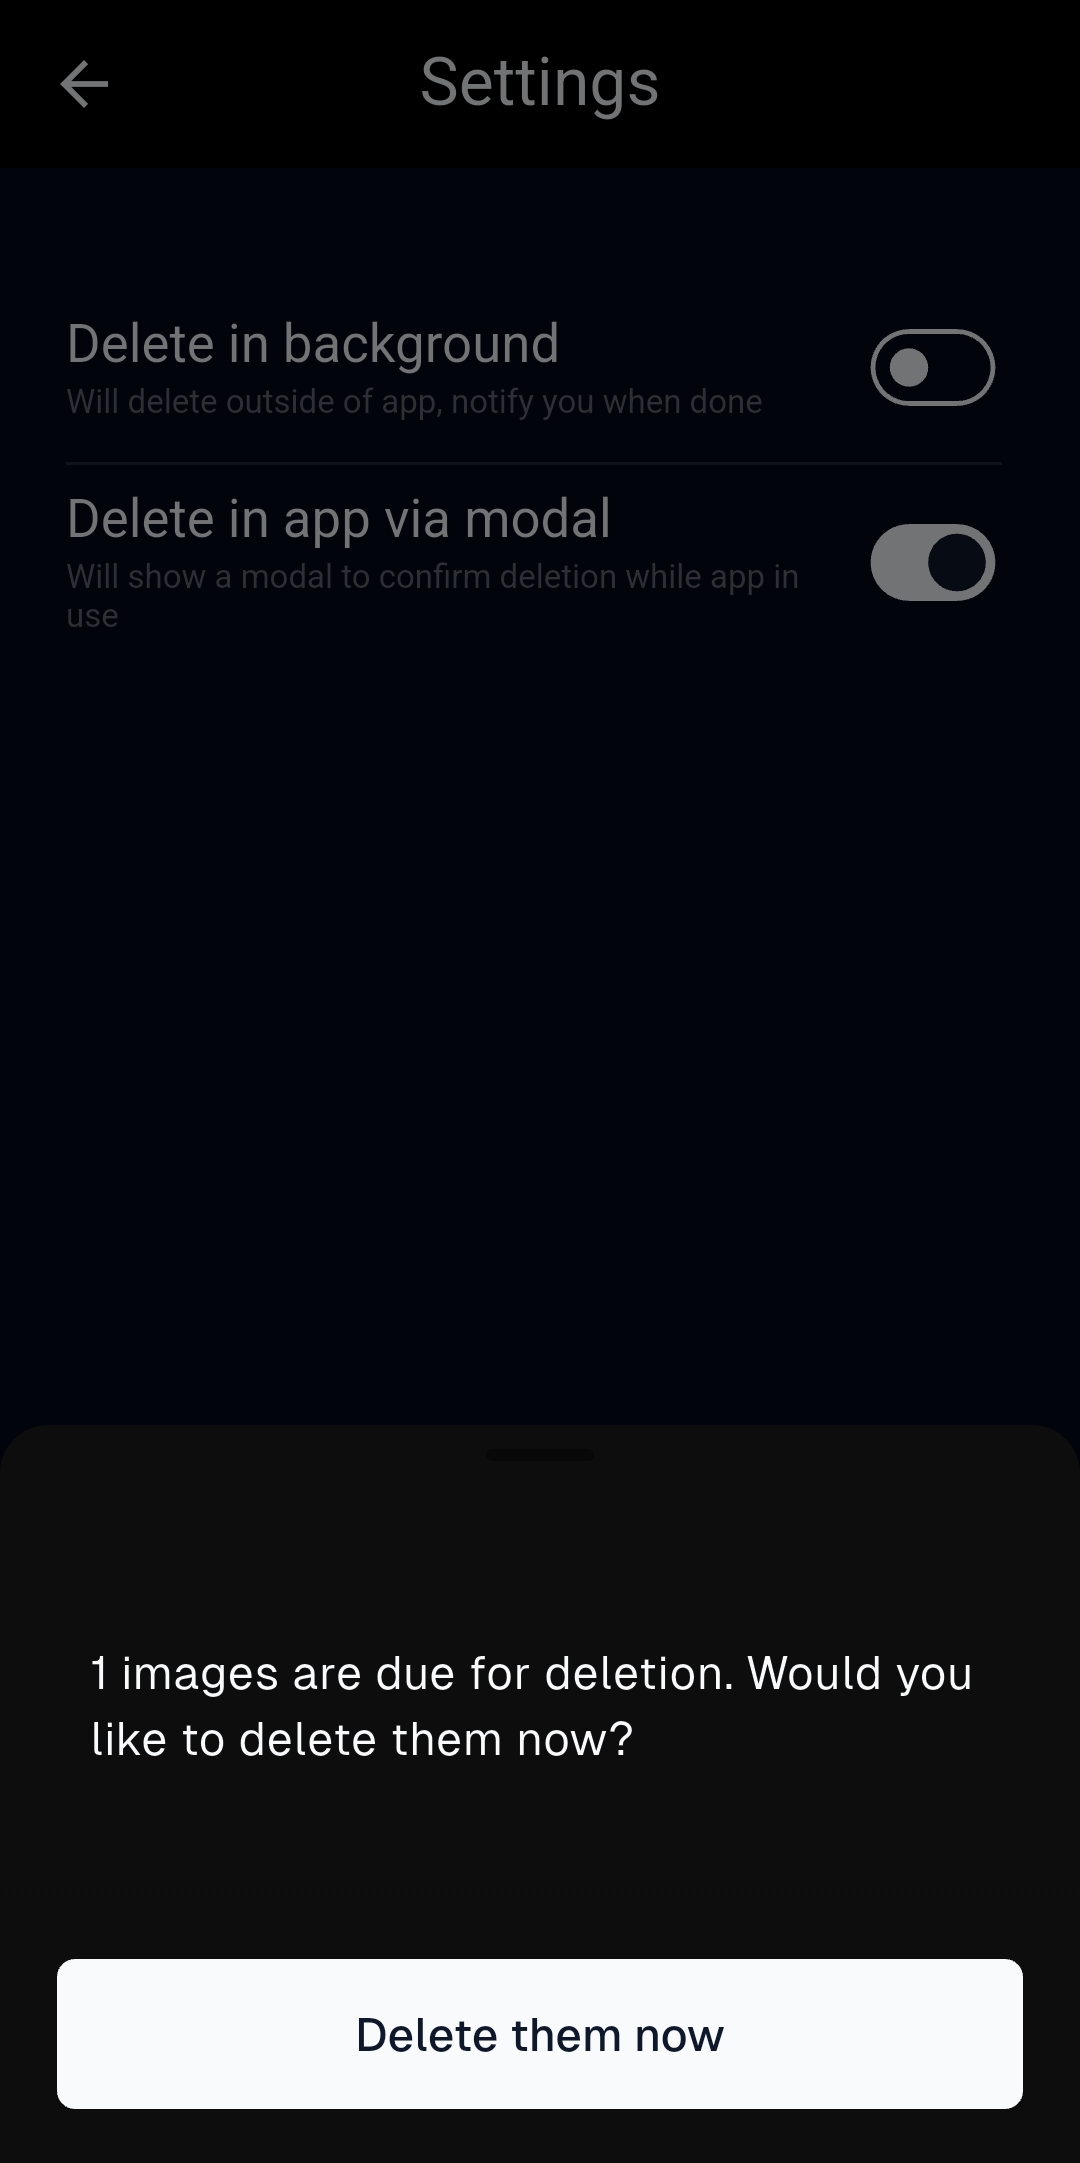 Settings
Delete in background
Will delete outside of app, notify you when done
Delete in app via modal
Will show a modal to confirm deletion while app in
use
1 images are due for deletion. Would you
like to delete them now?
Delete them now